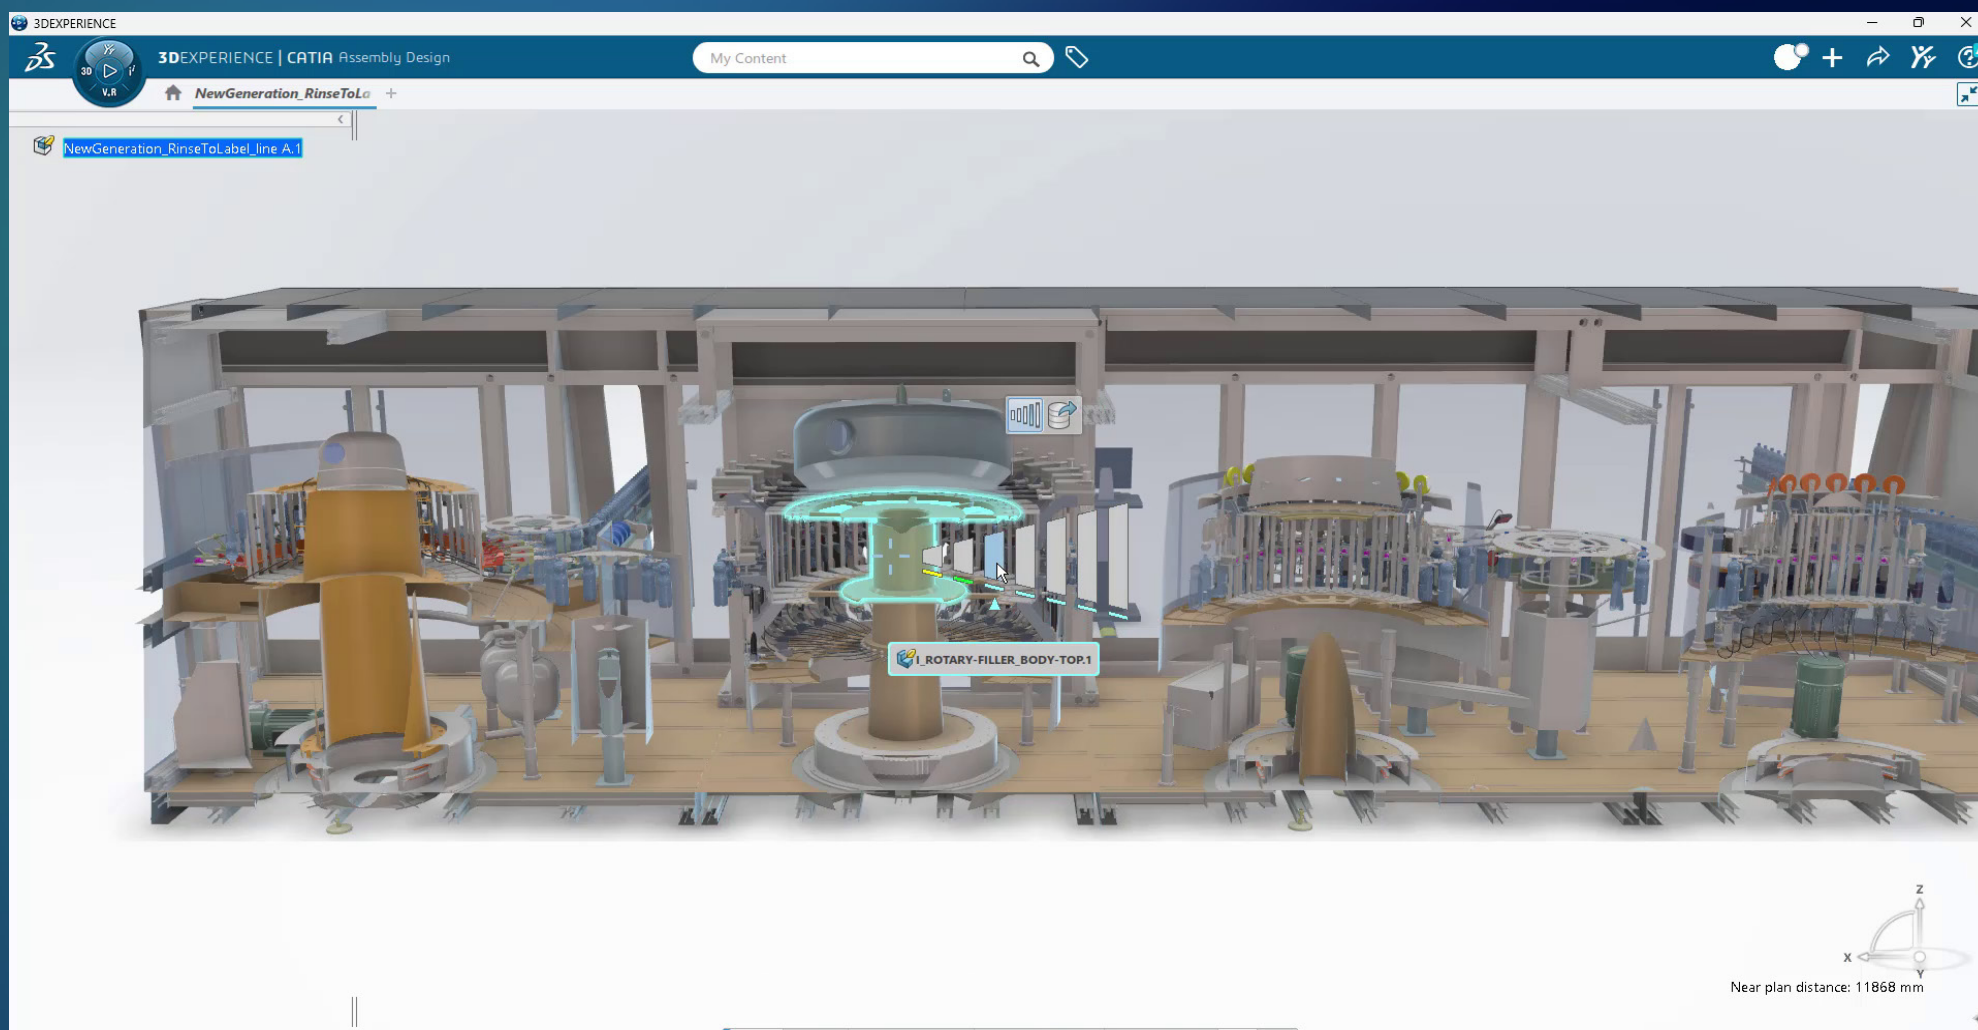 3DEXPERIENCE
3DEXPERIENCE | CATIA Assembly Design
My Content
3D
V.R
NewGeneration_RinseToLa
NewGeneration_RinseToLabel_line A.1
I_ROTARY-FILLER_BODY-TOP.1
Z
X
Y
Near plan distance: 11868 mm